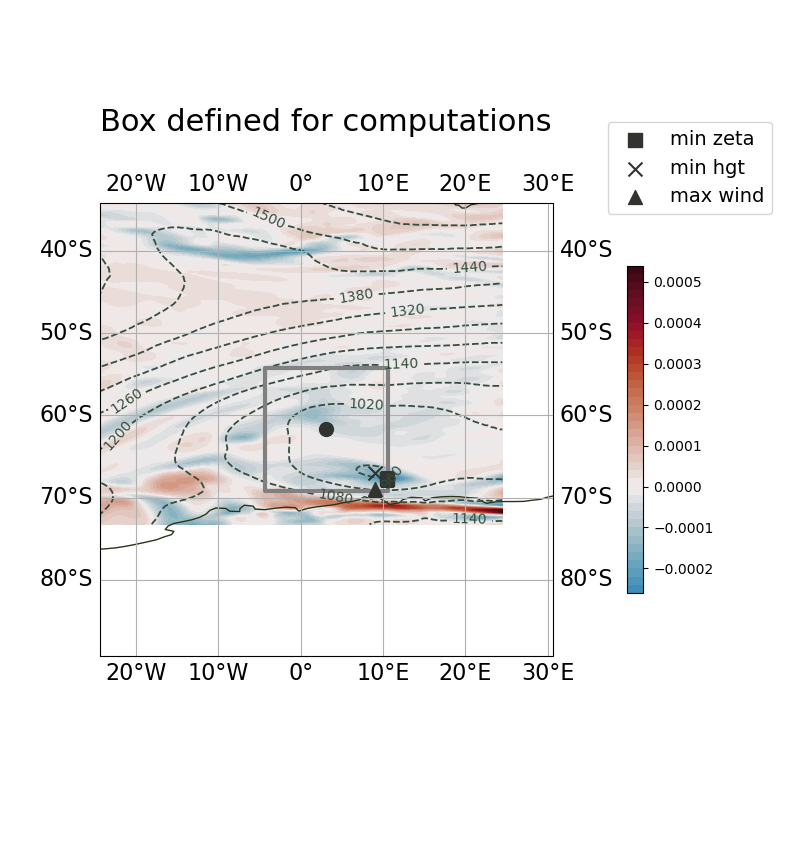 Box defined for computations
min zeta
min hgt
max wind
20°W 10°W 0° 10°E 20°E 30°E
1500
40°S 40°S
1440
1380
1320
50°S 50°S
1140
1260
1020
1200
60°S 60°S
1080
70°S 70°S
1140
80°S 80°S
20°W 10°W 0° 10°E 20°E 30°E
0.0005
0.0004
0.0003
0.0002
0.0001
0.0000
−0.0001
−0.0002